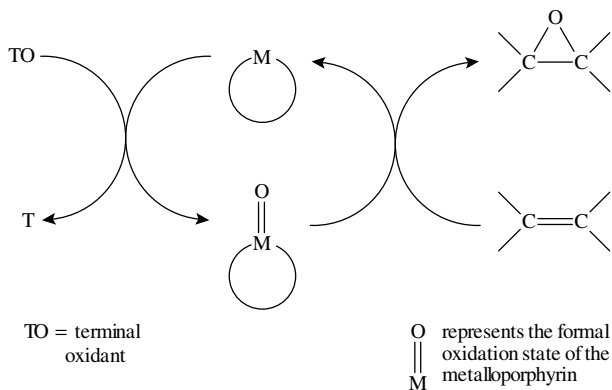 O
TO
M
C C
O
T
M
C C
TO = terminal
oxidant
O represents the formal
oxidation state of the
M metalloporphyrin